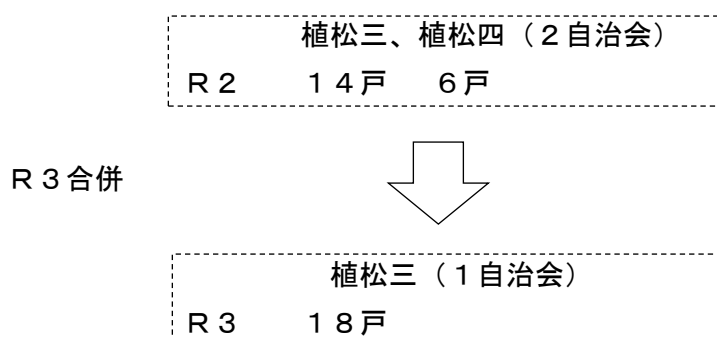 植松三、植松四（２自治会）
Ｒ２　　１４戸　　６戸
Ｒ３合併
植松三（１自治会）
Ｒ３　　１８戸